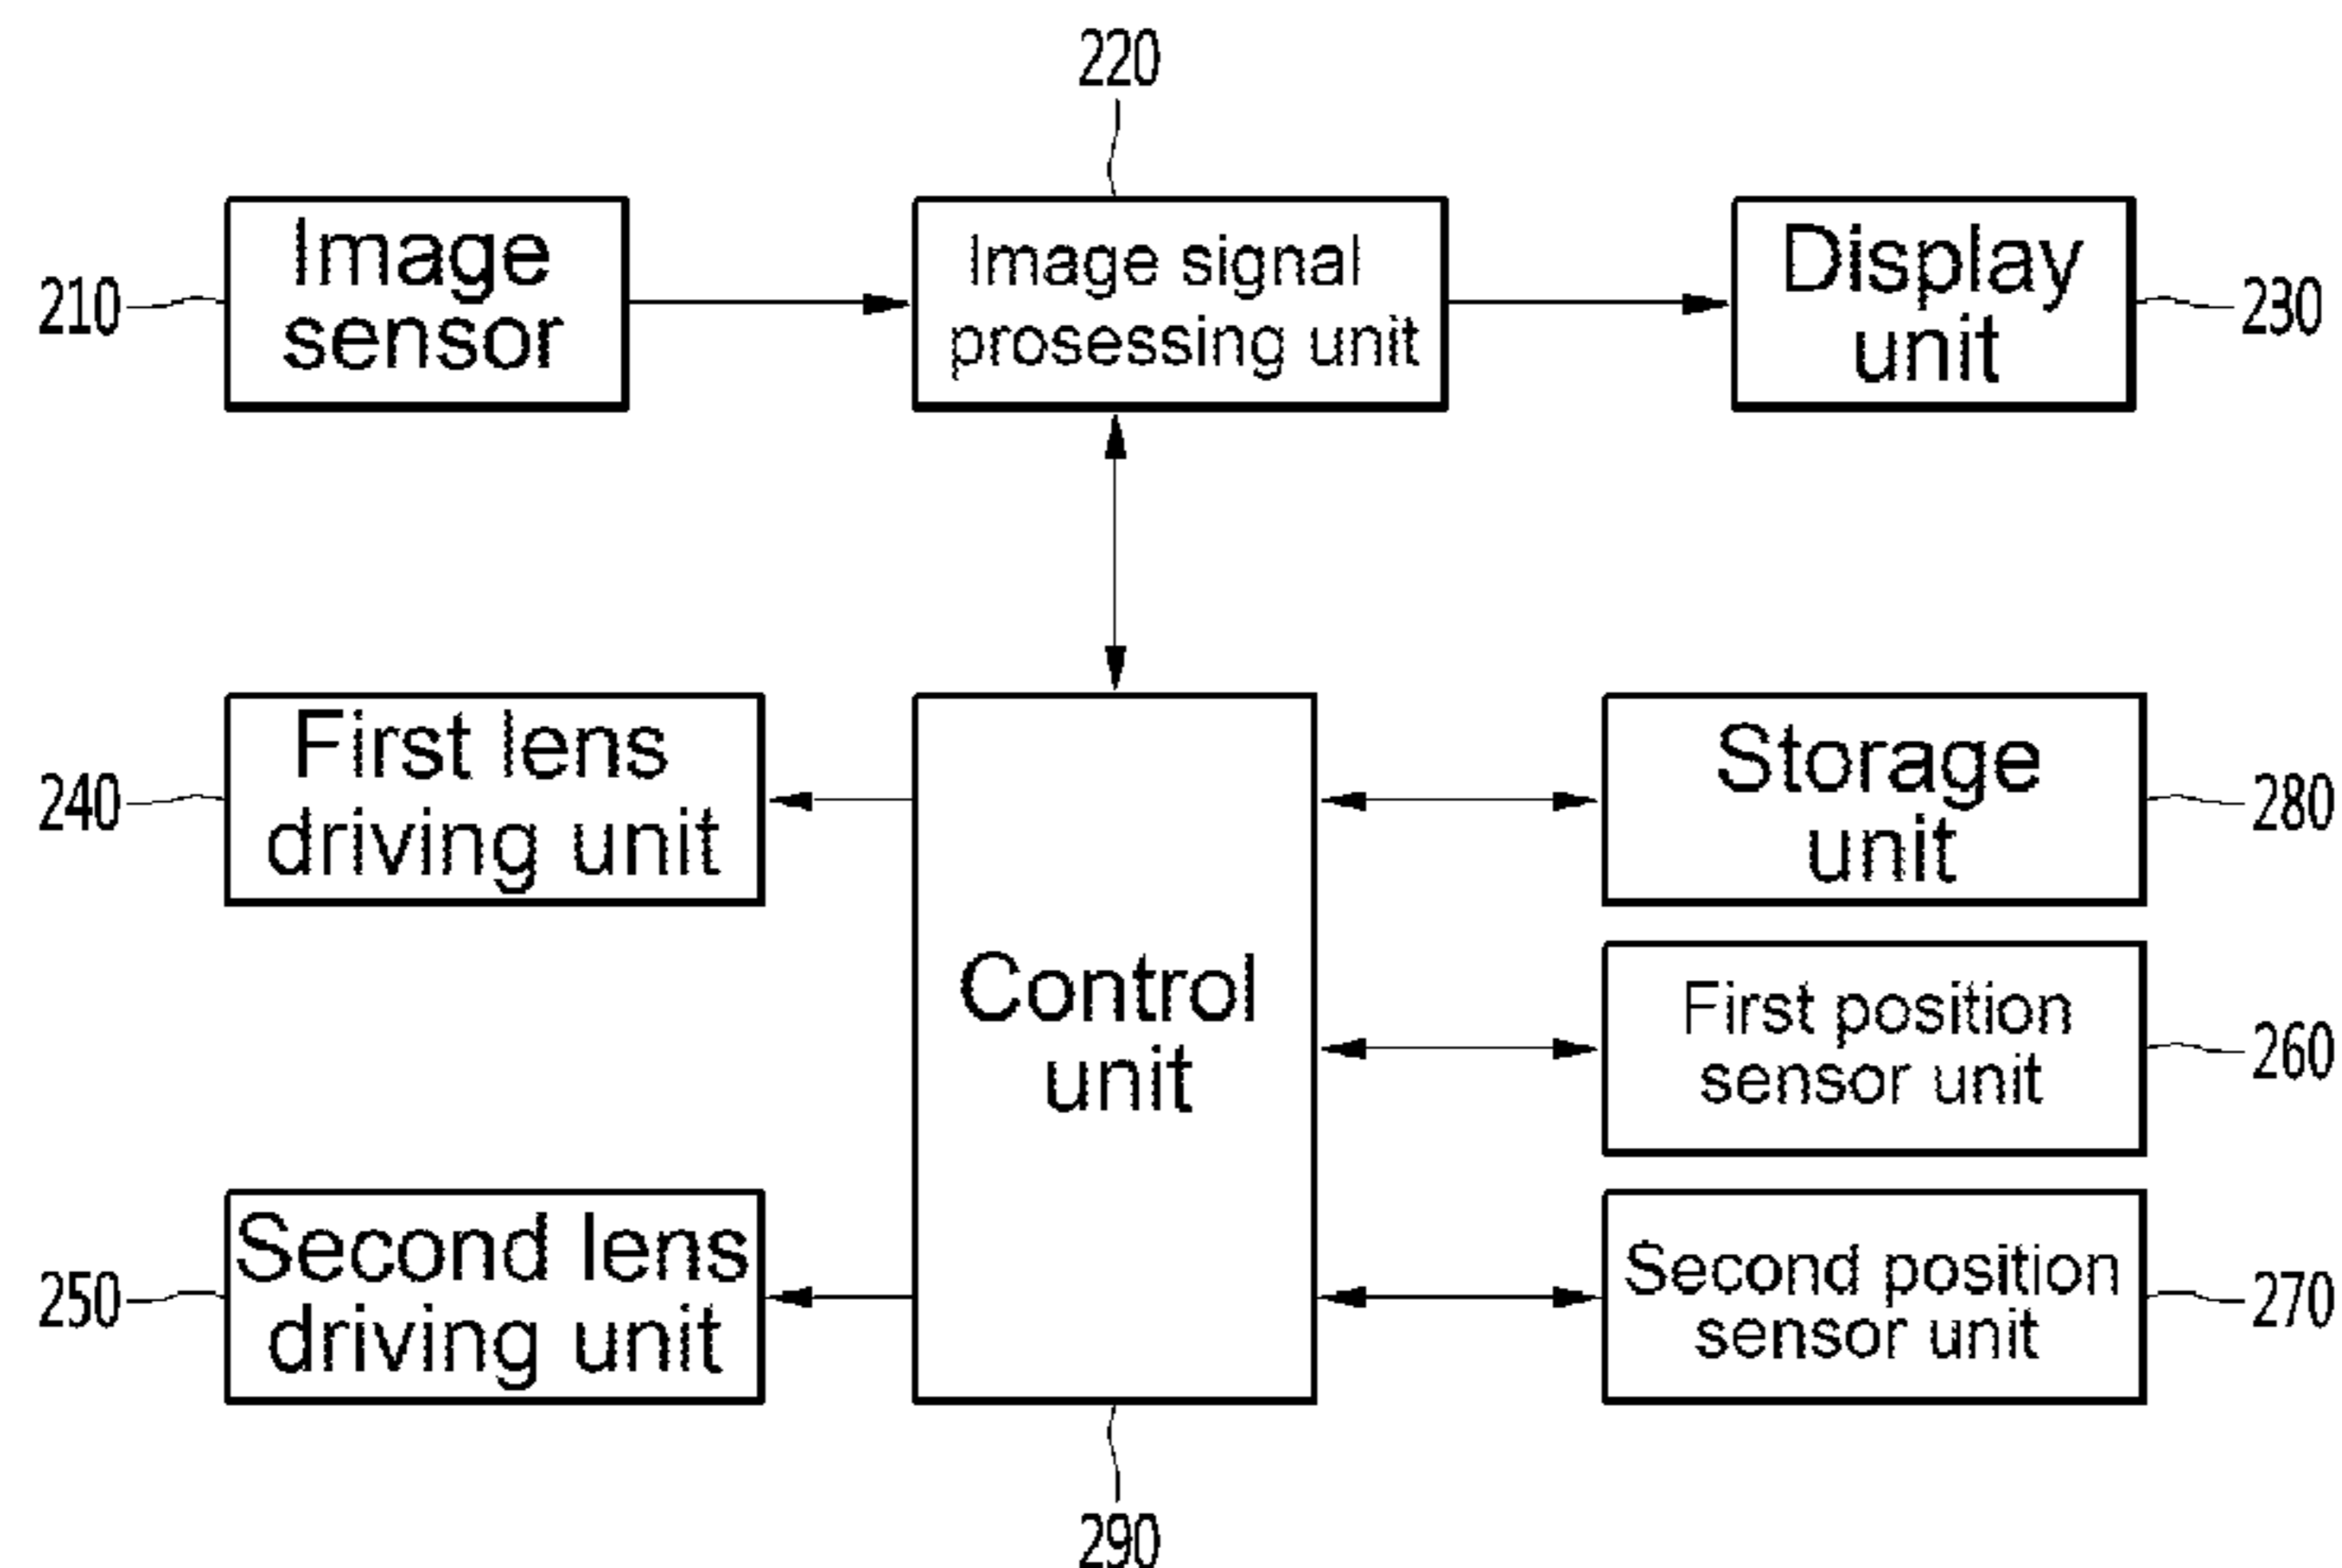 220
Image
sensor
Image signal
prosessing unit
Display
unit
210
230
First lens
driving unit
Storage
unit
240
280
Control
unit
First position
sensor unit
260
Second lens
driving unit
Second position
sensor unit
250
270
290